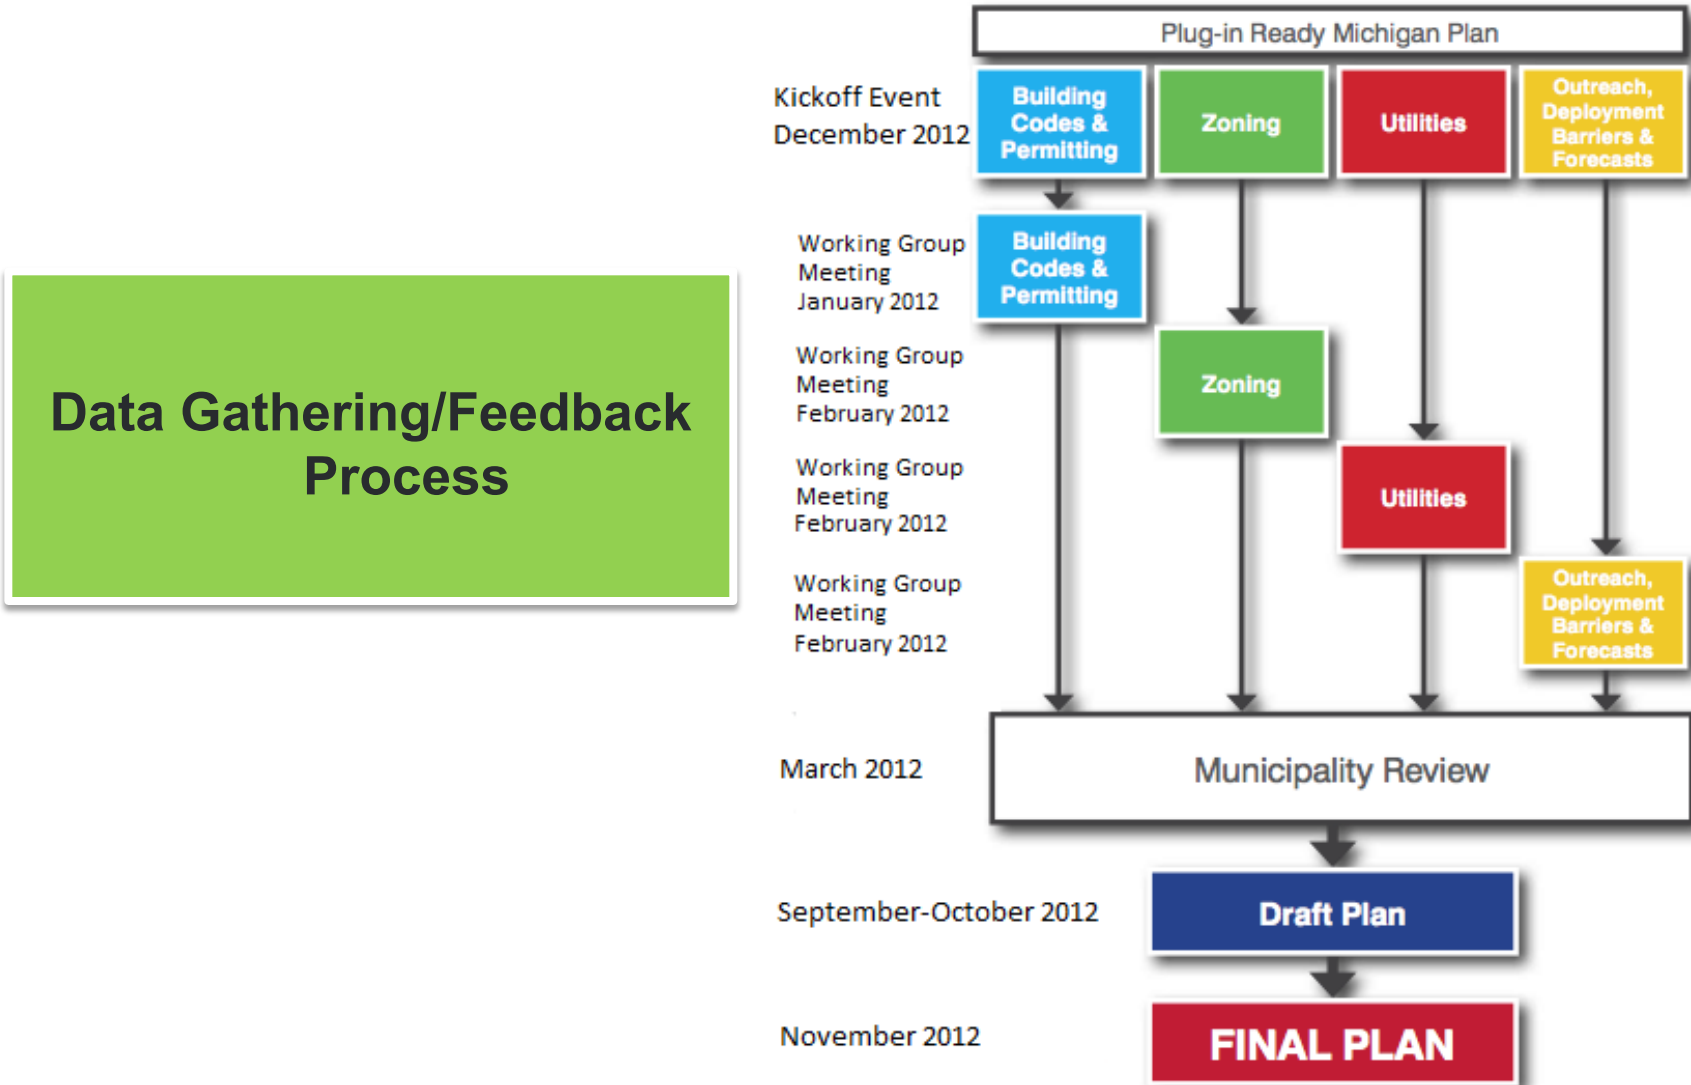 Data Gathering/Feedback
Process
Plug-in Ready Michigan Plan
Kickoff Event
December 2012
Building
Codes &
Permitting
Zoning
Utilities
Outreach,
Deployment
Barriers &
Forecasts
Working Group
Meeting
January 2012
Building
Codes &
Permitting
Working Group
Meeting
February 2012
Zoning
Working Group
Meeting
February 2012
Utilities
Working Group
Meeting
February 2012
Outreach,
Deployment
Barriers &
Forecasts
March 2012
Municipality Review
September-October 2012
Draft Plan
November 2012
FINAL PLAN